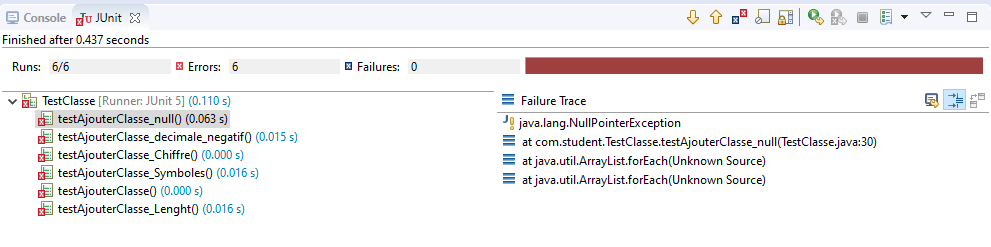 Console JUnit
Finished after 0.437 seconds
Runs: 6/6 Errors: 6 Failures: 0
TestClasse [Runner: JUnit 5] (0.110 s)
testAjouterClasse_null() (0.063 s)
testAjouterClasse_decimale_negatif() (0.015 s)
testAjouterClasse_Chiffre() (0.000 s)
testAjouterClasse_Symboles() (0.016 s)
testAjouterClasse() (0.000 s)
testAjouterClasse_Lenght() (0.016 s)
Failure Trace
java.lang.NullPointerException
at com.student.TestClasse.testAjouterClasse_null(TestClasse.java:30)
at java.util.ArrayList.forEach(Unknown Source)
at java.util.ArrayList.forEach(Unknown Source)